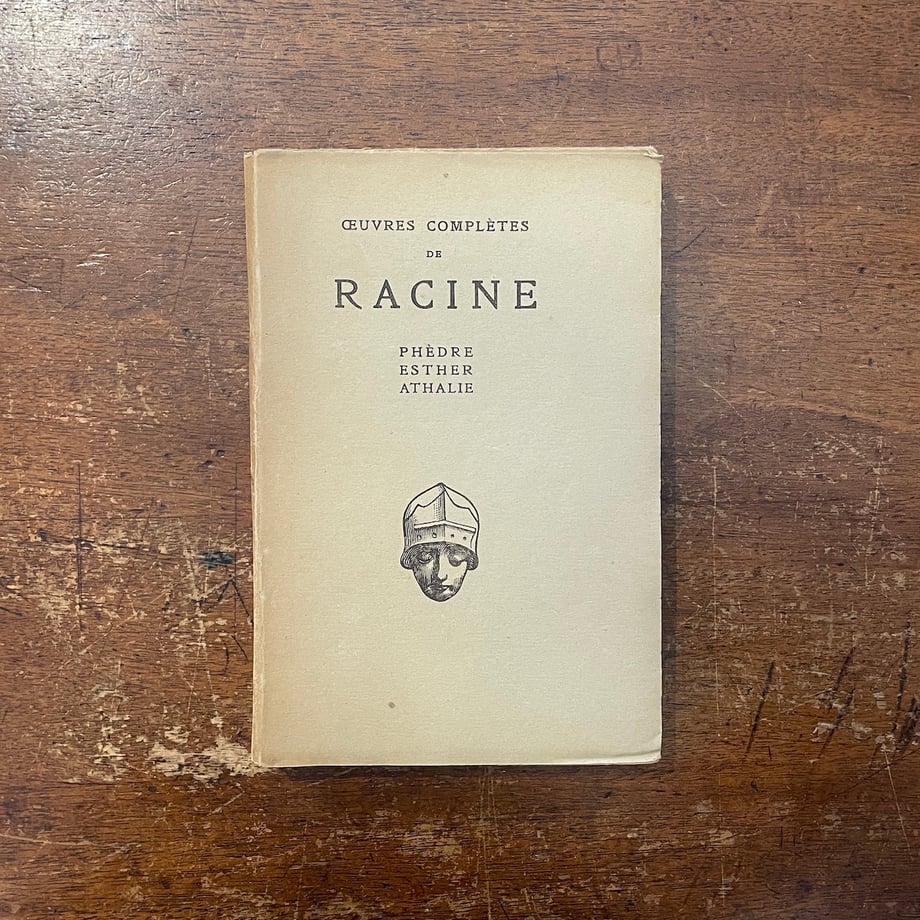 ŒUVRES COMPLÈTES
DE
RACINE
PHÈDRE
ESTHER
ATHALIE